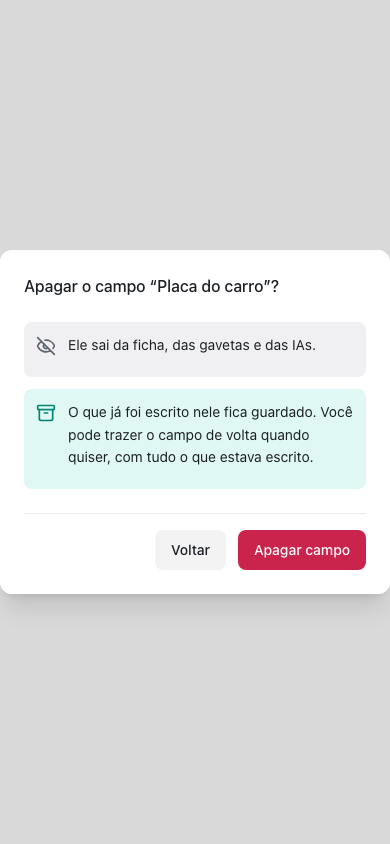 Apagar o campo “Placa do carro”?
Ele sai da ficha, das gavetas e das IAs.
O que já foi escrito nele fica guardado. Você
pode trazer o campo de volta quando
quiser, com tudo o que estava escrito.
Voltar
Apagar campo